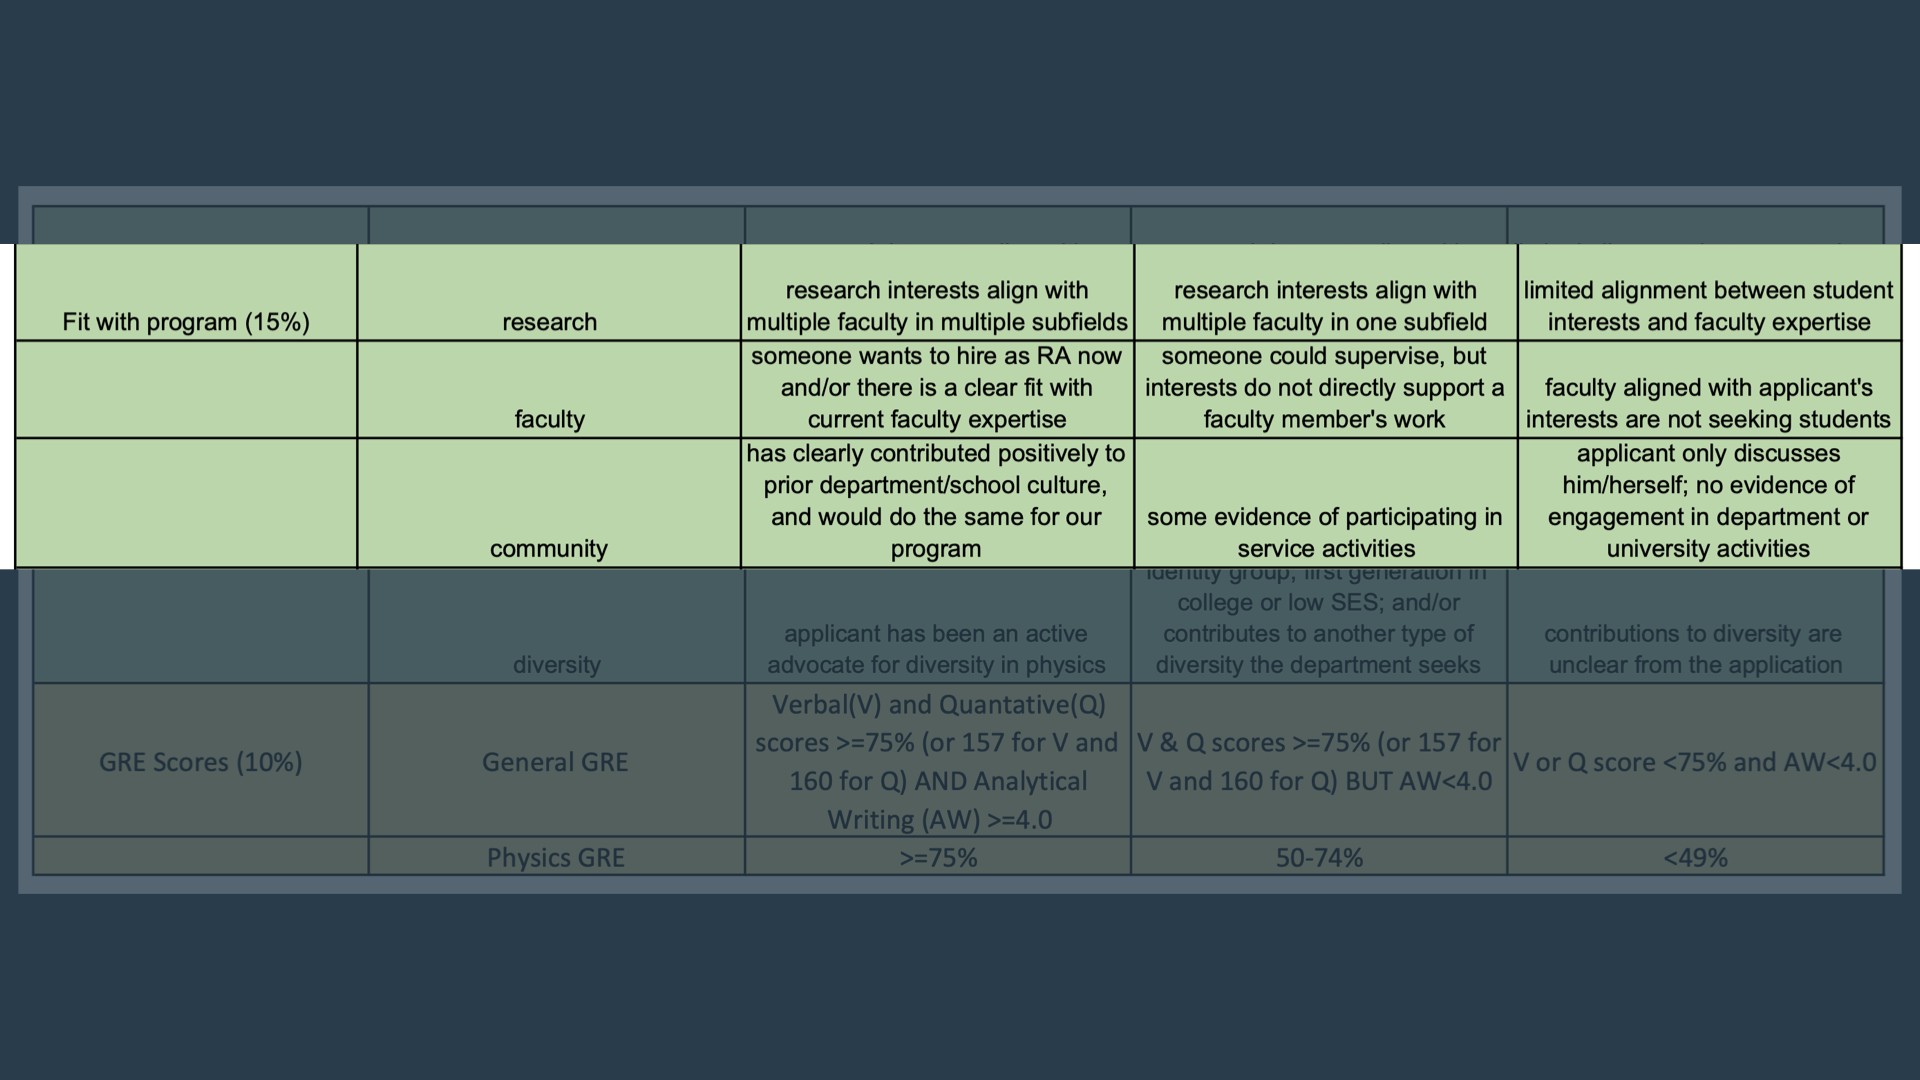 Fit with program (15%)
research
research interests align with
multiple faculty in multiple subfields
research interests align with
multiple faculty in one subfield
limited alignment between student
interests and faculty expertise
faculty
someone wants to hire as RA now
and/or there is a clear fit with
current faculty expertise
someone could supervise, but
interests do not directly support a
faculty member's work
faculty aligned with applicant's
interests are not seeking students
community
has clearly contributed positively to
prior department/school culture,
and would do the same for our
program
some evidence of participating in
service activities
applicant only discusses
him/herself; no evidence of
engagement in department or
university activities
diversity
applicant has been an active
advocate for diversity in physics
identity group; first generation in
college or low SES; and/or
contributes to another type of
diversity the department seeks
contributions to diversity are
unclear from the application
GRE Scores (10%)
General GRE
Verbal(V) and Quantative(Q)
scores >=75% (or 157 for V and
160 for Q) AND Analytical
Writing (AW) >=4.0
V & Q scores >=75% (or 157 for
V and 160 for Q) BUT AW<4.0
V or Q score <75% and AW<4.0
Physics GRE
>=75%
50-74%
<49%